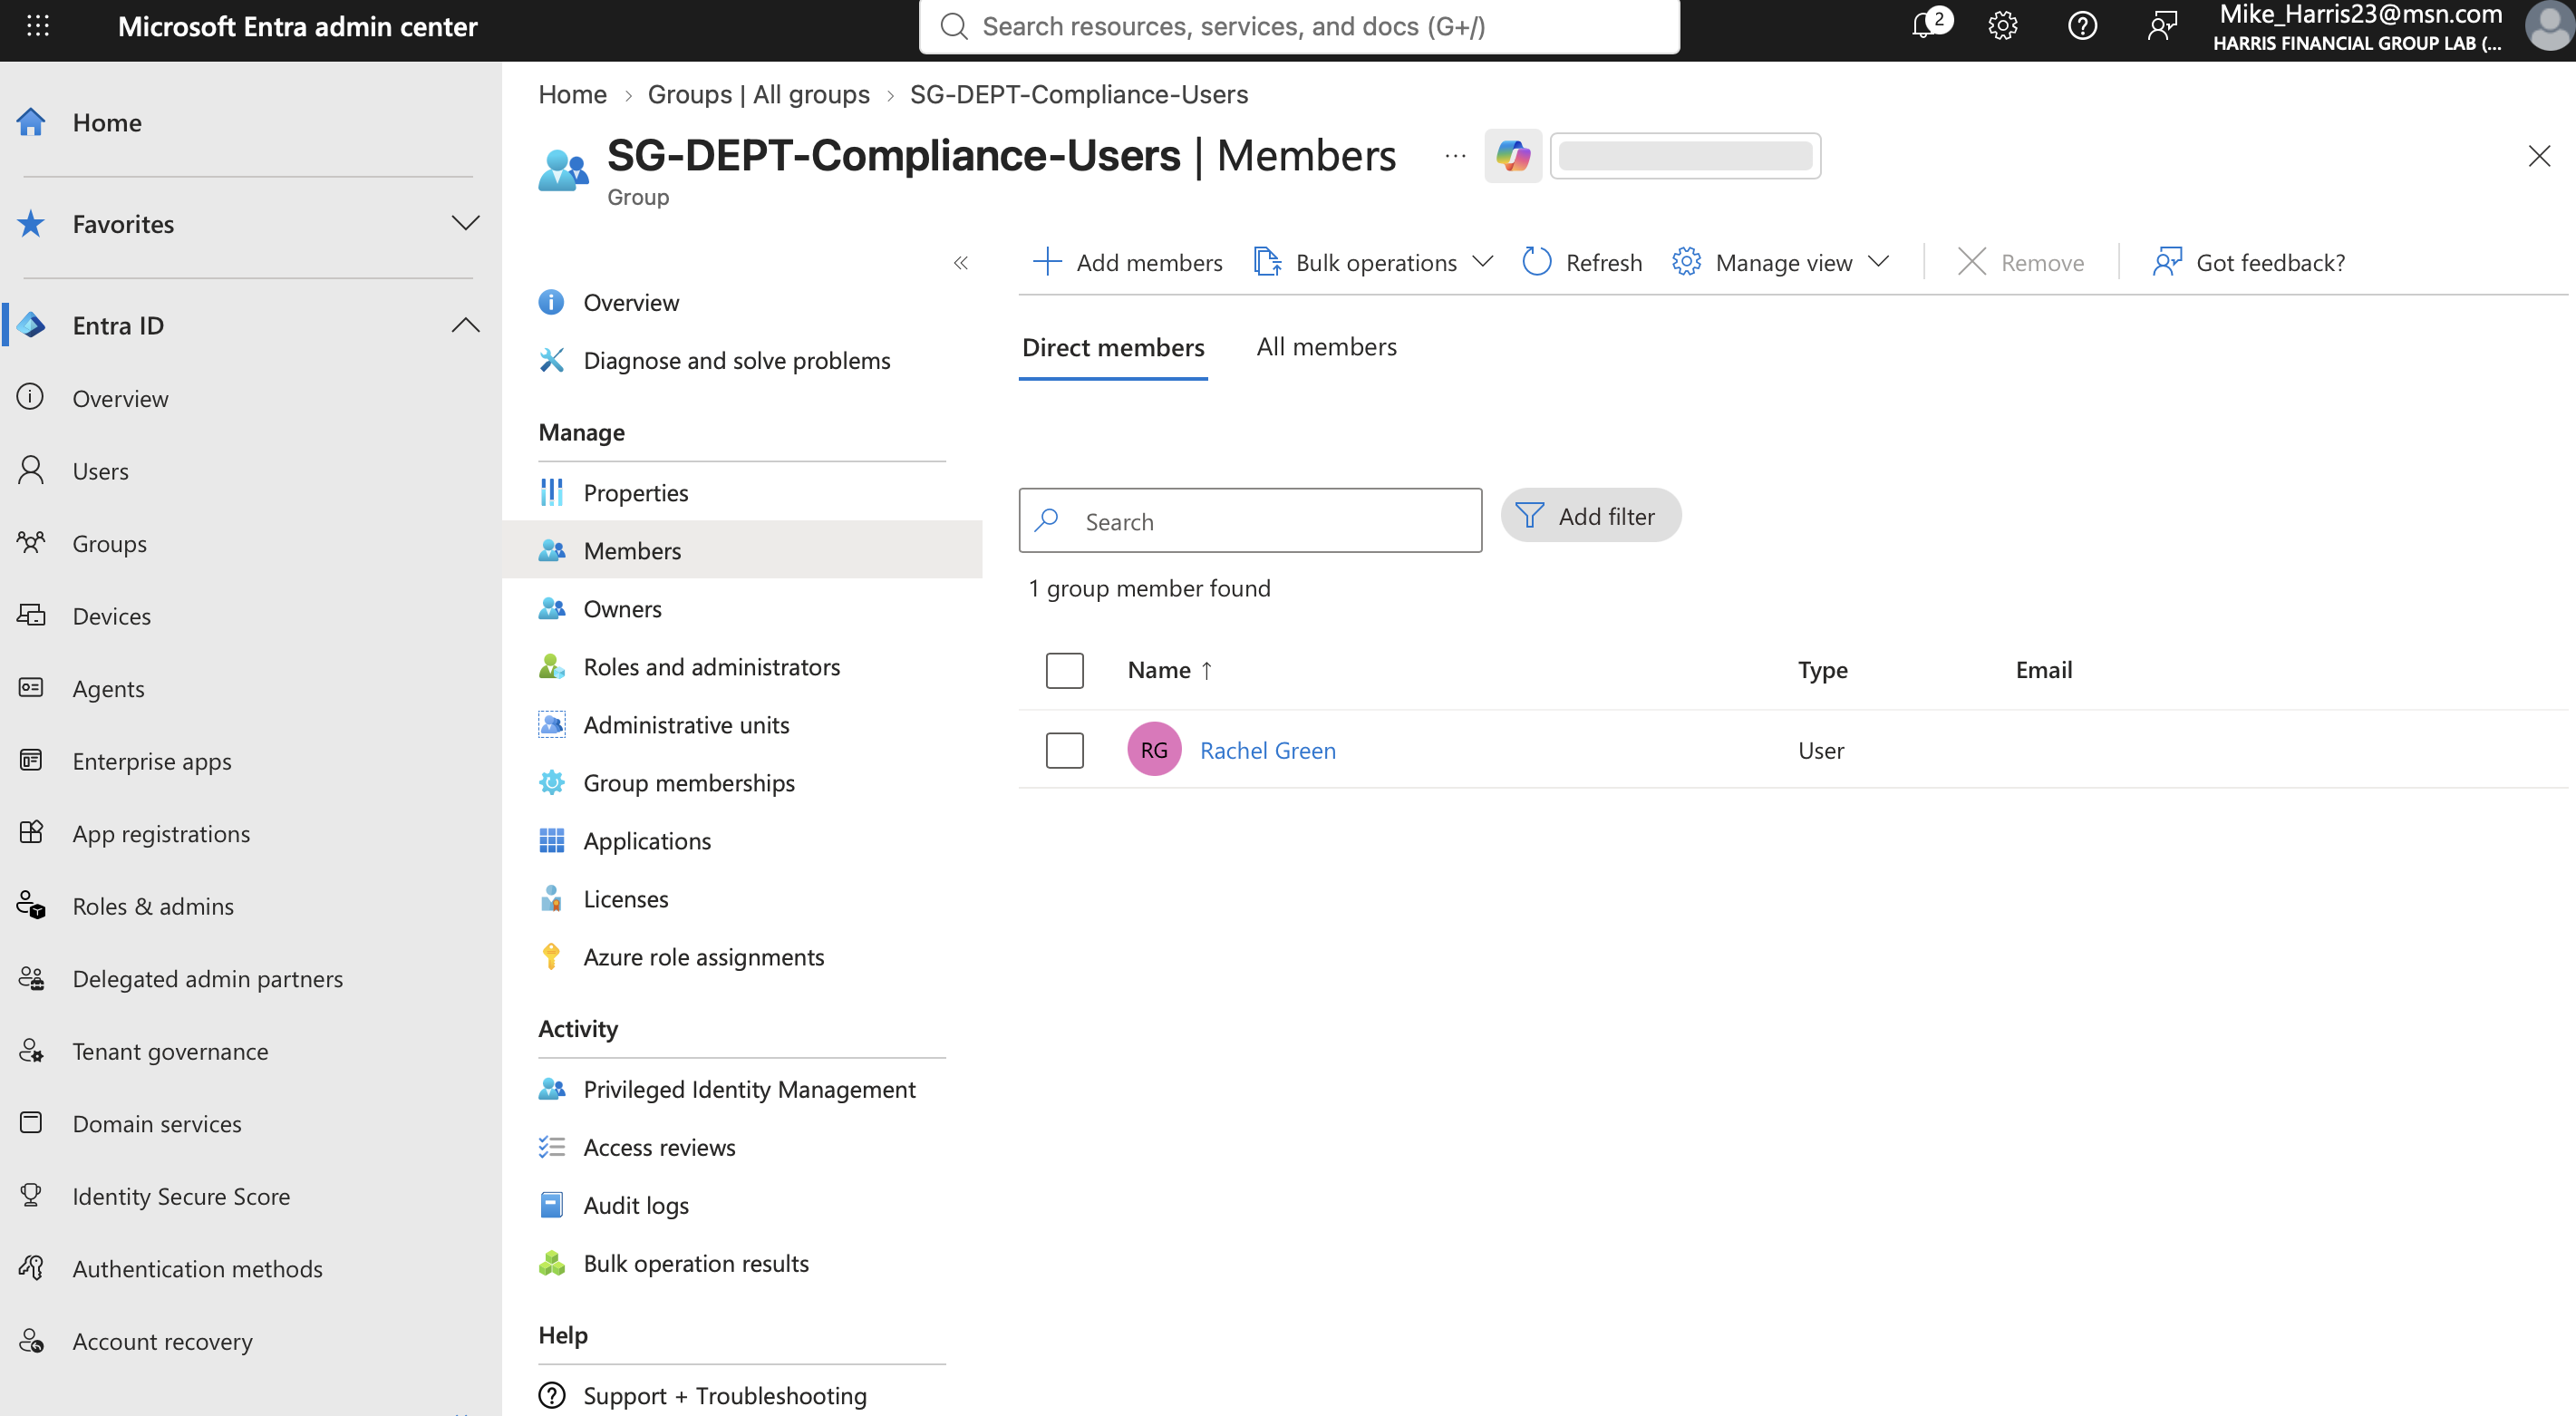 Microsoft Entra admin center
Search resources, services, and docs (G+/)
2
Mike_Harris23@msn.com
HARRIS FINANCIAL GROUP LAB (...
Home
Favorites
Entra ID
Overview
Users
Groups
Devices
Agents
Enterprise apps
App registrations
Roles & admins
Delegated admin partners
Tenant governance
Domain services
Identity Secure Score
Authentication methods
Account recovery
Home > Groups | All groups > SG-DEPT-Compliance-Users
SG-DEPT-Compliance-Users | Members ...
Group
Overview
Diagnose and solve problems
Manage
Properties
Members
Owners
Roles and administrators
Administrative units
Group memberships
Applications
Licenses
Azure role assignments
Activity
Privileged Identity Management
Access reviews
Audit logs
Bulk operation results
Help
Support + Troubleshooting
Add members Bulk operations Refresh Manage view Remove Got feedback?
Direct members All members
Search Add filter
1 group member found
Name ↑ Type Email
RG Rachel Green User